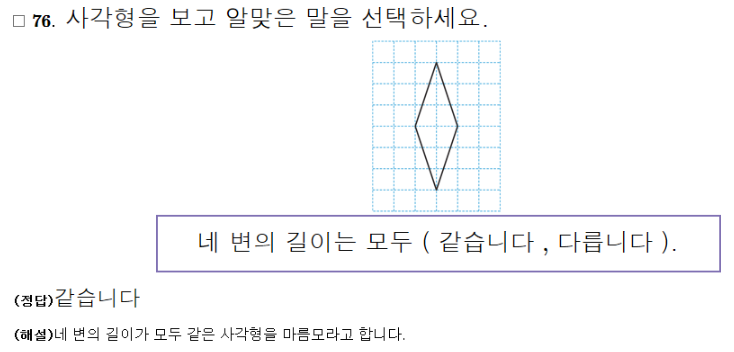 □ 76. 사각형을 보고 알맞은 말을 선택하세요.
네 변의 길이는 모두 ( 같습니다 , 다릅니다 ).
(정답)같습니다
(해설)네 변의 길이가 모두 같은 사각형을 마름모라고 합니다.